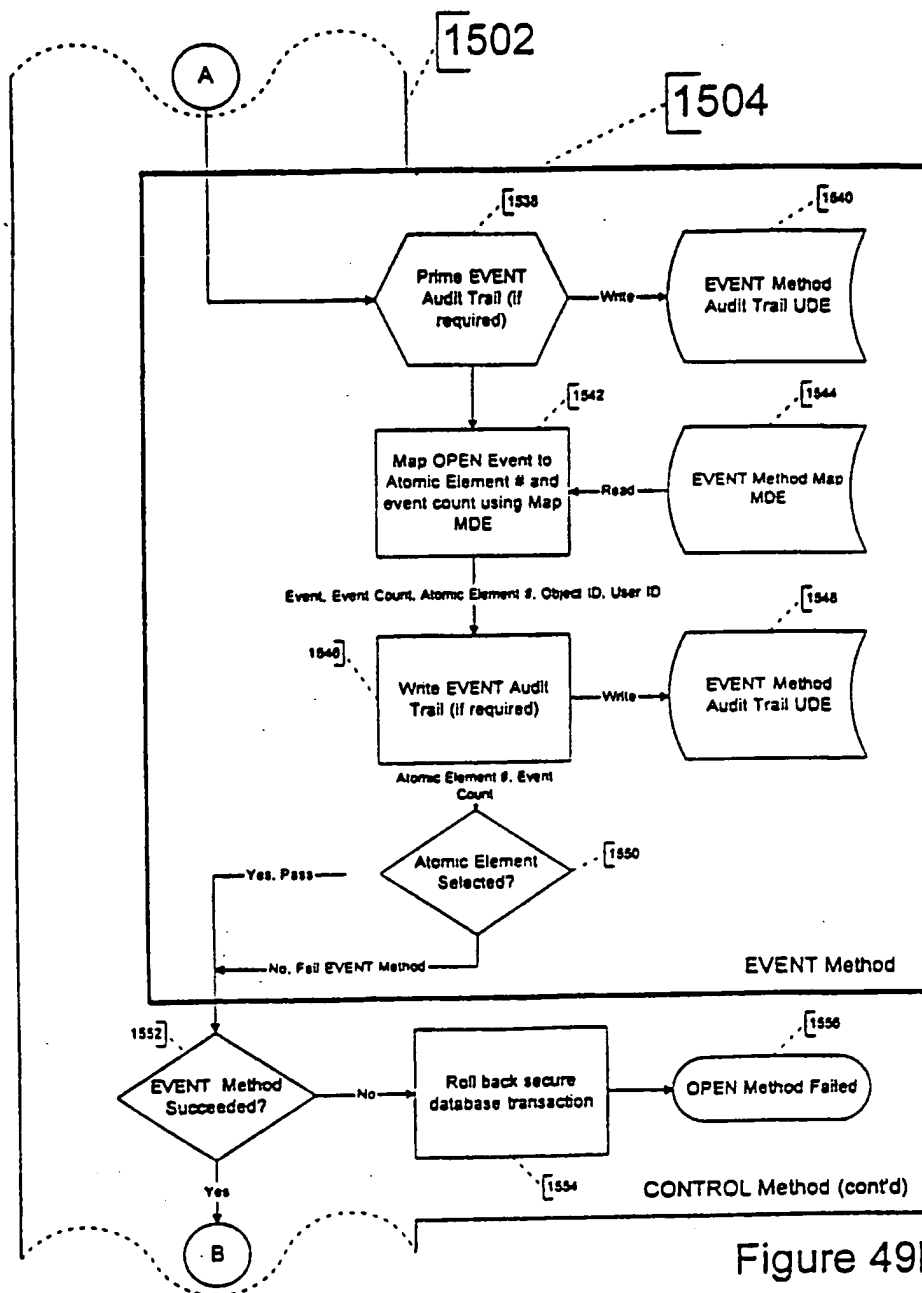 1502
A
1504
1538
1540
Prime EVENT
Audit Trail (if
required)
Write
EVENT Method
Audit Trail UDE
1542
1544
Map OPEN Event to
Atomic Element # and
event count using Map
MDE
Read
EVENT Method Map
MDE
Event, Event Count, Atomic Element #, Object ID, User ID
1548
1546
Write EVENT Audit
Trail (if required)
Write
EVENT Method
Audit Trail UDE
Atomic Element #, Event
Count
1550
Atomic Element
Selected?
Yes, Pass
No, Fail EVENT Method
EVENT Method
1552
1556
EVENT Method
Succeeded?
No
Roll back secure
database transaction
OPEN Method Failed
Yes
1554
CONTROL Method (cont'd)
B
Figure 49